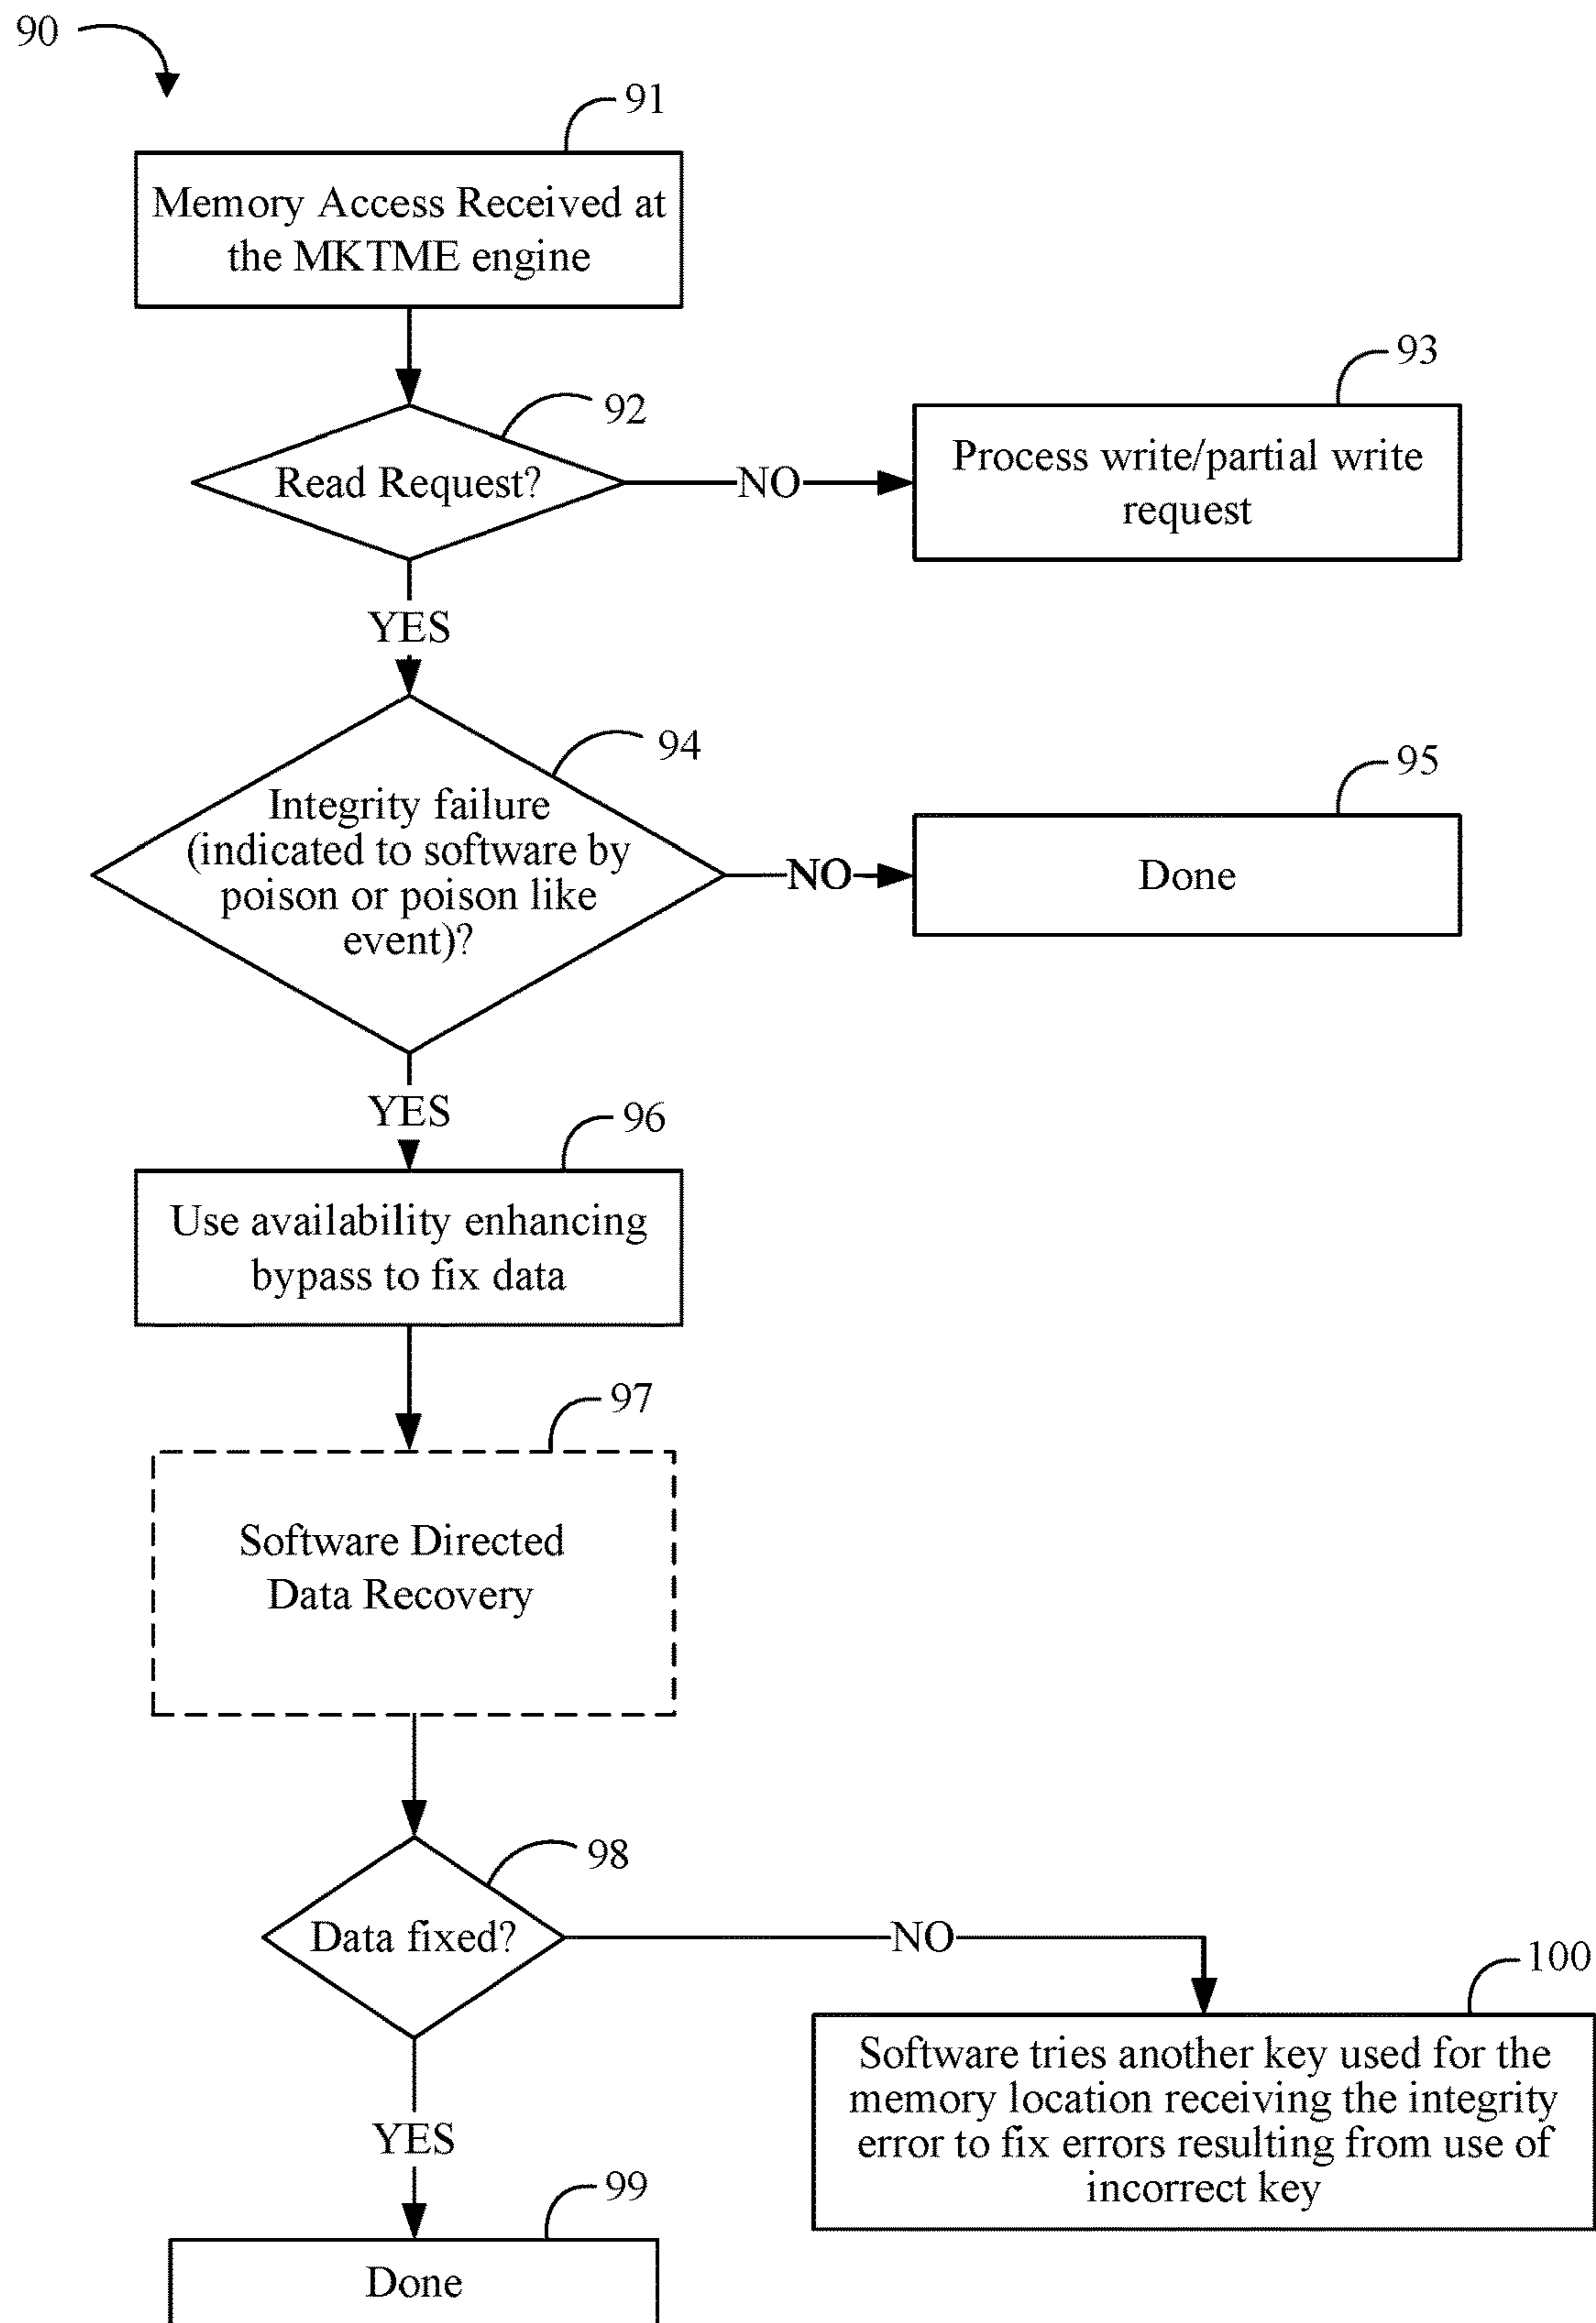 90
91
Memory Access Received at
the MKTME engine
92
Read Request?
NO
93
Process write/partial write
request
YES
94
Integrity failure
(indicated to software by
poison or poison like
event)?
NO
95
Done
YES
96
Use availability enhancing
bypass to fix data
97
Software Directed
Data Recovery
98
Data fixed?
NO
100
Software tries another key used for the
memory location receiving the integrity
error to fix errors resulting from use of
incorrect key
YES
99
Done